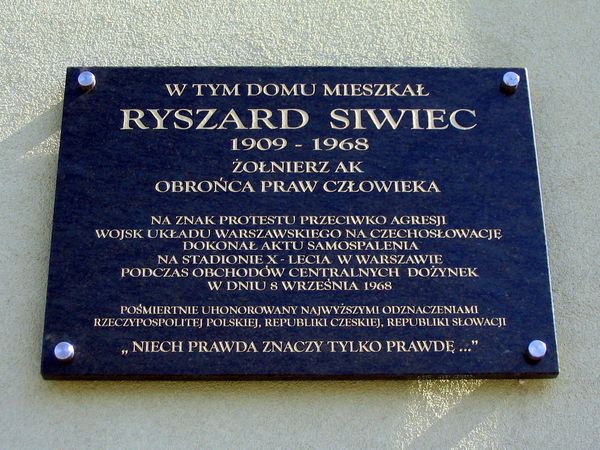 W TYM DOMU MIESZKAŁ
RYSZARD SIWIEC
1909 - 1968
ŻOŁNIERZ AK
OBROŃCA PRAW CZŁOWIEKA
NA ZNAK PROTESTU PRZECIWKO AGRESJI
WOJSK UKŁADU WARSZAWSKIEGO NA CZECHOSŁOWACJĘ
DOKONAŁ AKTU SAMOSPALENIA
NA STADIONIE X - LECIA W WARSZAWIE
PODCZAS OBCHODÓW CENTRALNYCH DOŻYNEK
W DNIU 8 WRZEŚNIA 1968
POŚMIERTNIE UHONOROWANY NAJWYŻSZYMI ODZNACZENIAMI
RZECZYPOSPOLITEJ POLSKIEJ, REPUBLIKI CZESKIEJ, REPUBLIKI SŁOWACJI
„NIECH PRAWDA ZNACZY TYLKO PRAWDĘ ...”